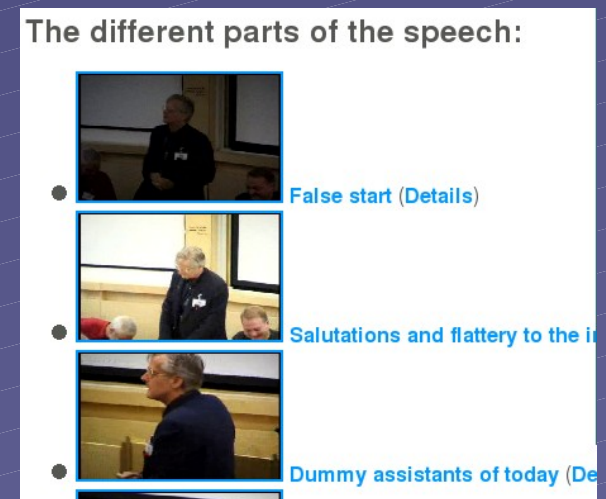 The different parts of the speech:
False start (Details)
Salutations and flattery to the i
Dummy assistants of today (De